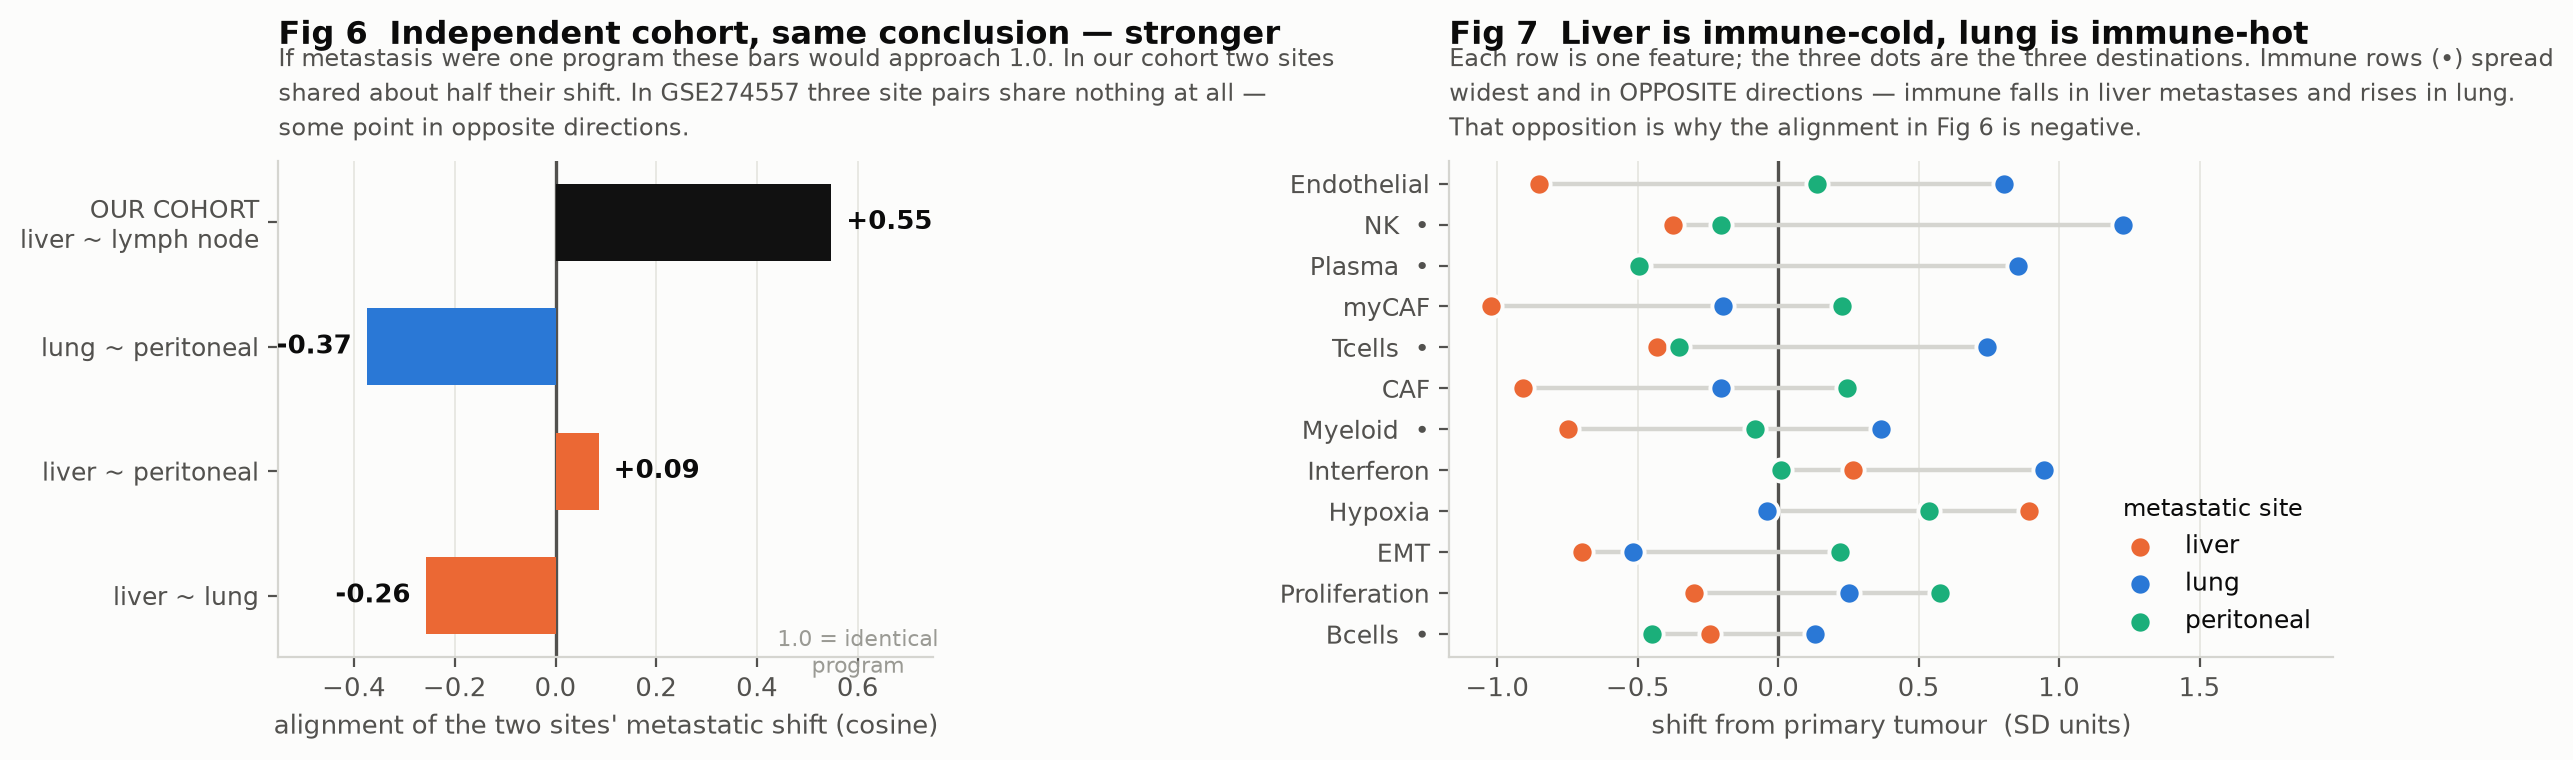 Fig 6  Independent cohort, same conclusion — stronger
If metastasis were one program these bars would approach 1.0. In our cohort two sites
shared about half their shift. In GSE274557 three site pairs share nothing at all —
some point in opposite directions.
OUR COHORT
liver ~ lymph node
+0.55
lung ~ peritoneal
-0.37
liver ~ peritoneal
+0.09
liver ~ lung
-0.26
1.0 = identical
program
−0.4 −0.2 0.0 0.2 0.4 0.6
alignment of the two sites' metastatic shift (cosine)
Fig 7  Liver is immune-cold, lung is immune-hot
Each row is one feature; the three dots are the three destinations. Immune rows (•) spread
widest and in OPPOSITE directions — immune falls in liver metastases and rises in lung.
That opposition is why the alignment in Fig 6 is negative.
Endothelial
NK •
Plasma •
myCAF
Tcells •
CAF
Myeloid •
Interferon
Hypoxia
EMT
Proliferation
Bcells •
metastatic site
liver
lung
peritoneal
−1.0 −0.5 0.0 0.5 1.0 1.5
shift from primary tumour  (SD units)